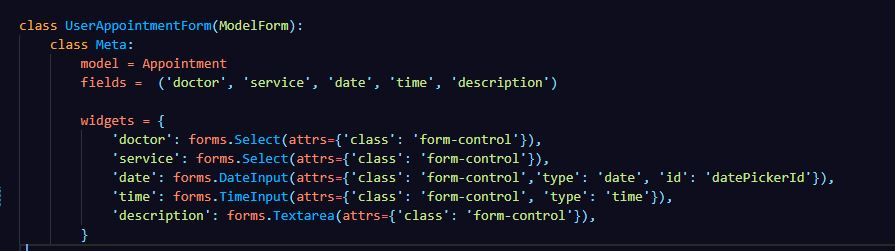 class UserAppointmentForm(ModelForm):
    class Meta:
        model = Appointment
        fields =  ('doctor', 'service', 'date', 'time', 'description')

        widgets = {
            'doctor': forms.Select(attrs={'class': 'form-control'}),
            'service': forms.Select(attrs={'class': 'form-control'}),
            'date': forms.DateInput(attrs={'class': 'form-control','type': 'date', 'id': 'datePickerId'}),
            'time': forms.TimeInput(attrs={'class': 'form-control', 'type': 'time'}),
            'description': forms.Textarea(attrs={'class': 'form-control'}),
        }